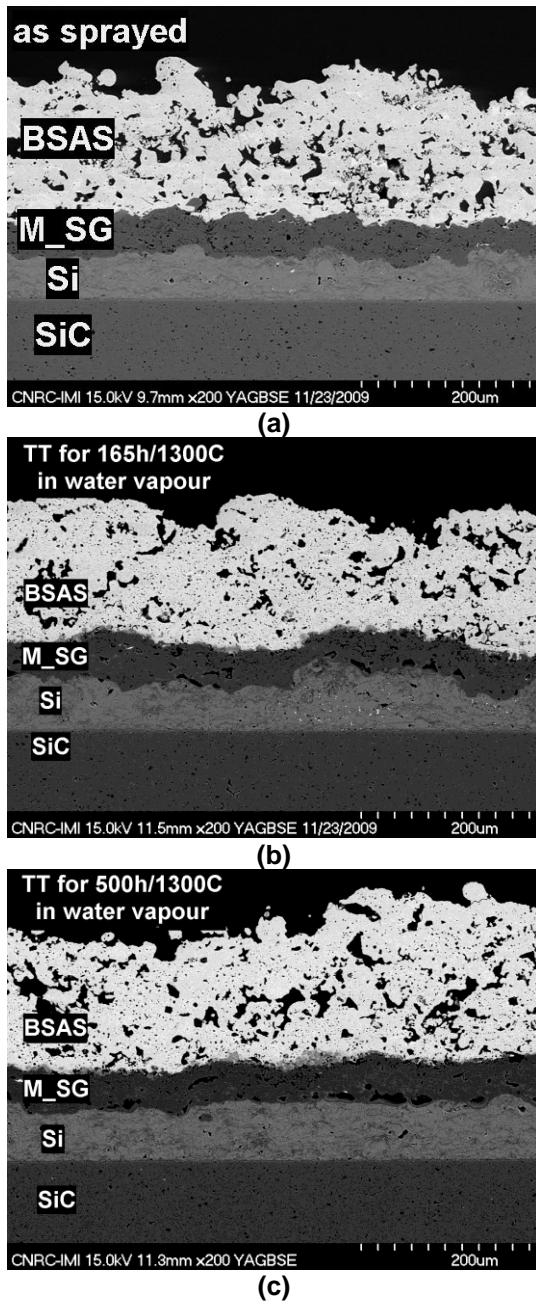 as sprayed
BSAS
M_SG
Si
SiC
CNRC-IMI 15.0kV 9.7mm x200 YAGBSE 11/23/2009
200um
(a)
TT for 165h/1300C
in water vapour
BSAS
M_SG
Si
SiC
CNRC-IMI 15.0kV 11.5mm x200 YAGBSE 11/23/2009
200um
(b)
TT for 500h/1300C
in water vapour
BSAS
M_SG
Si
SiC
CNRC-IMI 15.0kV 11.3mm x200 YAGBSE
200um
(c)